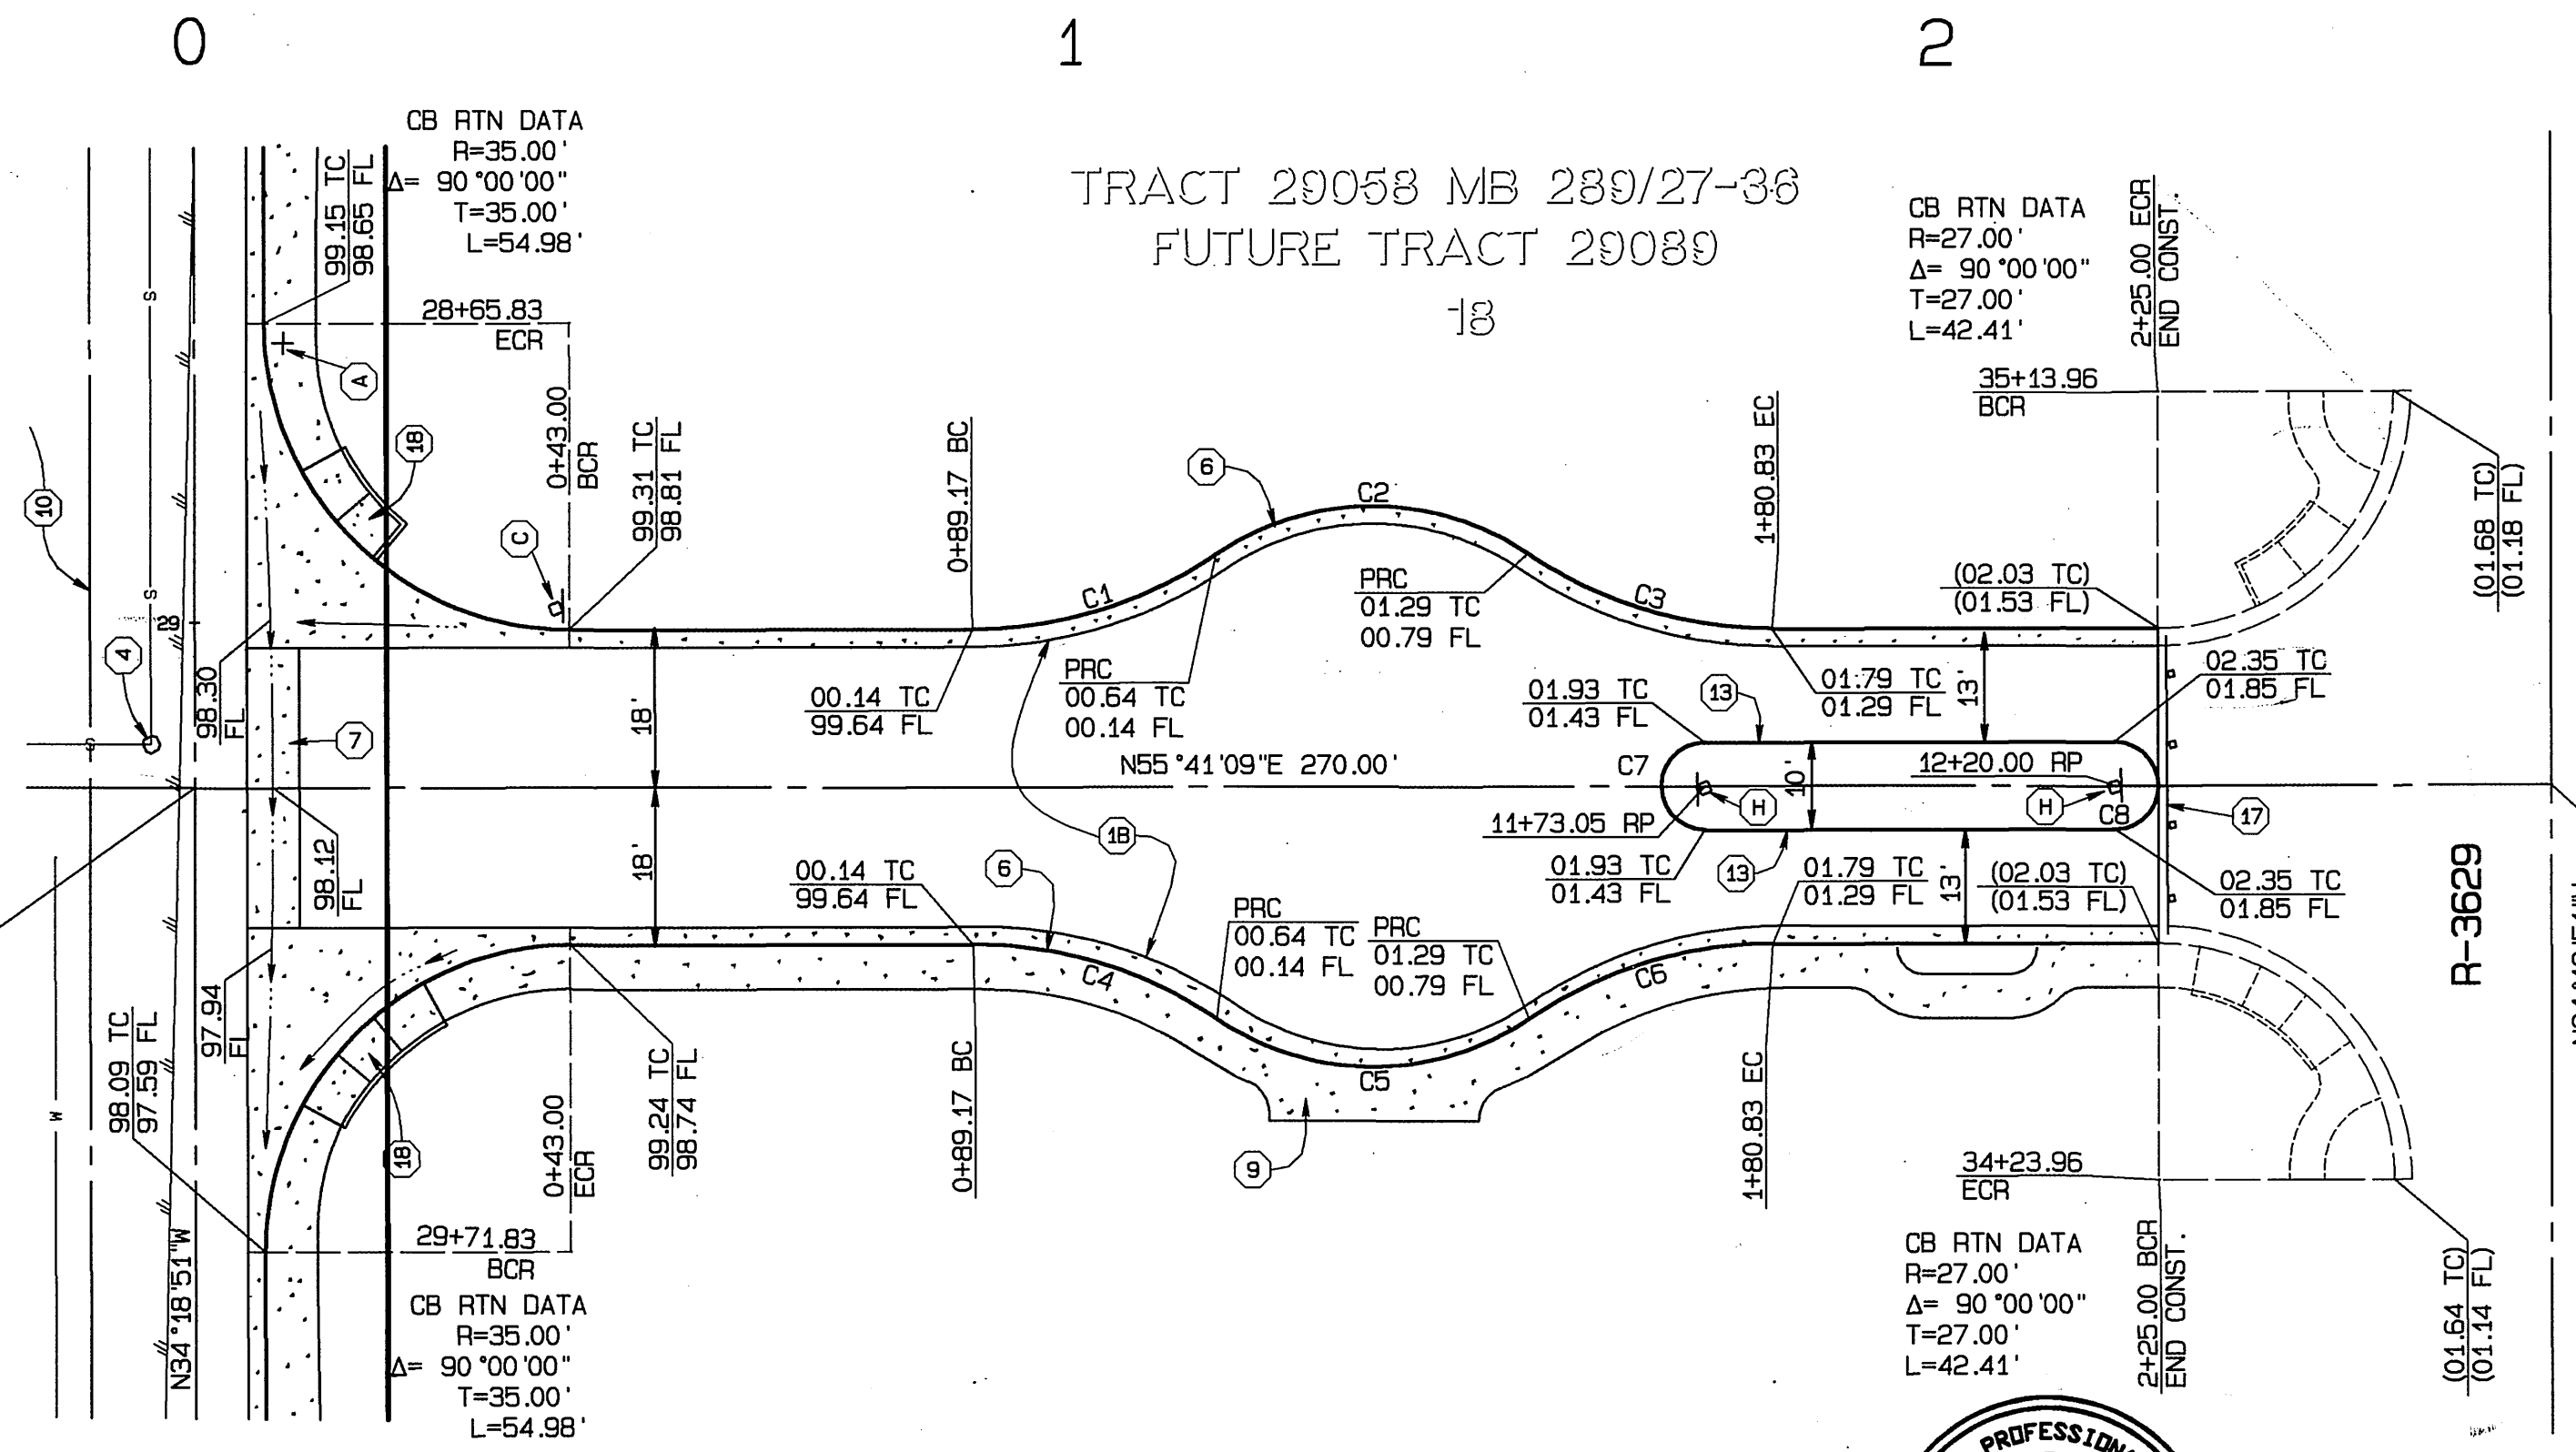 0 1 2
CB RTN DATA
R=35.00'
Δ= 90°00'00"
T=35.00'
L=54.98'
99.15 TC
98.65 FL
28+65.83
ECR
TRACT 29058 MB 289/27-36
FUTURE TRACT 29089
18
CB RTN DATA
R=27.00'
Δ= 90°00'00"
T=27.00'
L=42.41'
2+25.00 ECR
END CONST.
35+13.96
BCR
(01.68 TC)
(01.18 FL)
A
18
10
C
0+43.00
BCR
99.31 TC
98.81 FL
0+89.17 BC
6
C2
C1
C3
1+80.83 EC
PRC
01.29 TC
00.79 FL
(02.03 TC)
(01.53 FL)
S
S
29
4
S
98.30
FL
7
18'
00.14 TC
99.64 FL
PRC
00.64 TC
00.14 FL
01.93 TC
01.43 FL
13
01.79 TC
01.29 FL
13'
02.35 TC
01.85 FL
N55°41'09"E 270.00'
C7
12+20.00 RP
H
10'
H
C8
17
11+73.05 RP
1B
98.12
FL
18'
00.14 TC
99.64 FL
6
01.93 TC
01.43 FL
13
01.79 TC
01.29 FL
13'
(02.03 TC)
(01.53 FL)
02.35 TC
01.85 FL
R-3629
PRC
00.64 TC
00.14 FL
PRC
01.29 TC
00.79 FL
C4
C5
C6
97.94
FL
98.09 TC
97.59 FL
W
N34°18'51"W
18
0+43.00
ECR
99.24 TC
98.74 FL
0+89.17 BC
9
1+80.83 EC
34+23.96
ECR
29+71.83
BCR
CB RTN DATA
R=35.00'
Δ= 90°00'00"
T=35.00'
L=54.98'
CB RTN DATA
R=27.00'
Δ= 90°00'00"
T=27.00'
L=42.41'
2+25.00 BCR
END CONST.
(01.64 TC)
(01.14 FL)